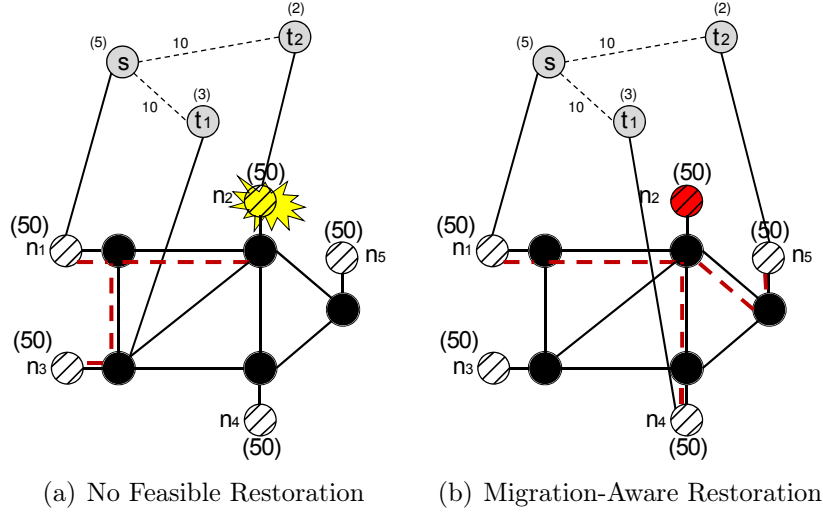 (2)
t2
(5)
10
s
(3)
10
t1
(50)
n2
(50)
(50)
n1
n5
(50)
n3
n4
(50)
(a) No Feasible Restoration
(2)
t2
(5)
10
s
(3)
10
t1
(50)
n2
(50)
(50)
n1
n5
(50)
n3
n4
(50)
(b) Migration-Aware Restoration